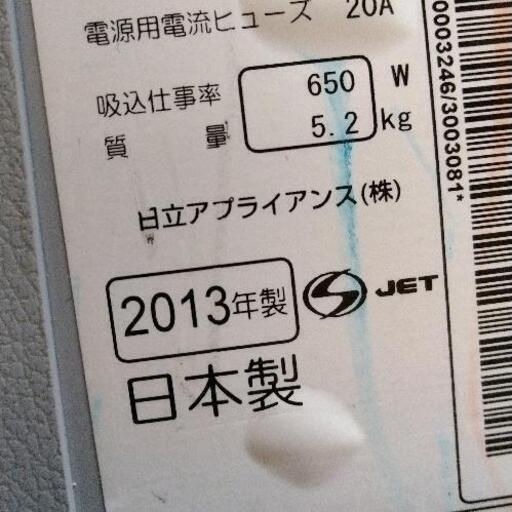 電源用電流ヒューズ 20A
吸込仕事率 650 W
質量 5.2 kg
日立アプライアンス(株)
2013年製
JET
日本製
0003246/3003081*